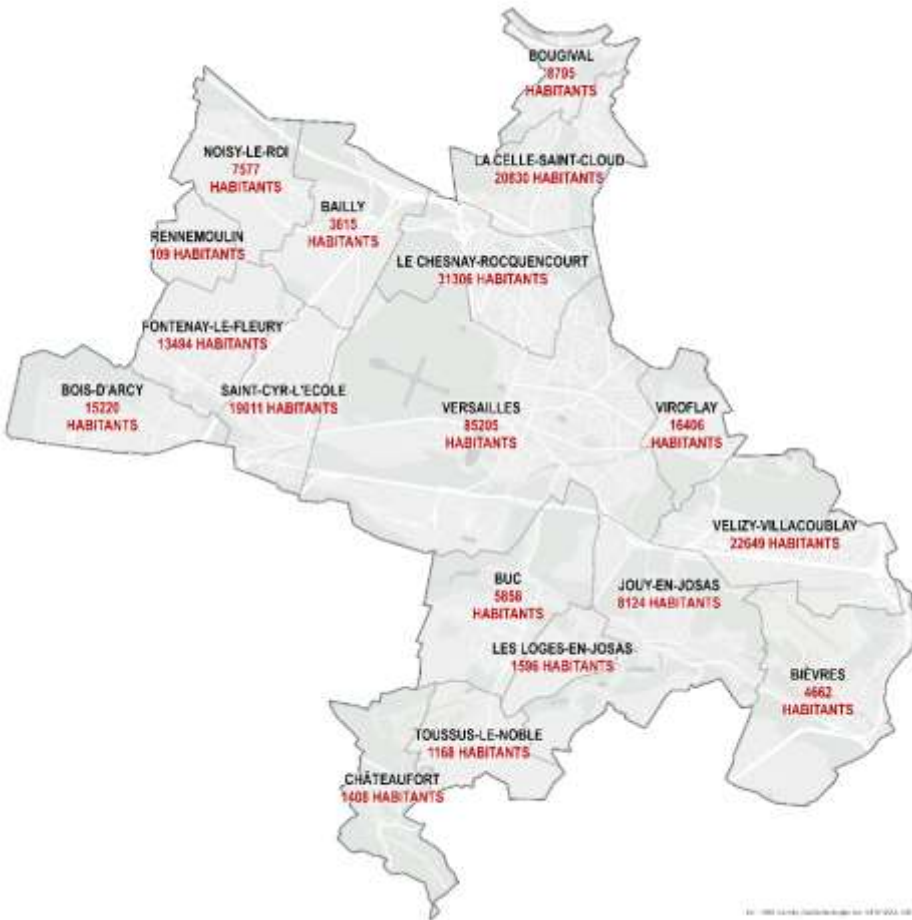 BOUGIVAL
8795
HABITANTS
NOISY-LE-ROI
7577
HABITANTS
LA CELLE-SAINT-CLOUD
20830 HABITANTS
BAILLY
3615
HABITANTS
RENNEMOULIN
109 HABITANTS
LE CHESNAY-ROCQUENCOURT
31306 HABITANTS
FONTENAY-LE-FLEURY
13494 HABITANTS
BOIS-D'ARCY
15220
HABITANTS
SAINT-CYR-L'ECOLE
19011 HABITANTS
VERSAILLES
85205
HABITANTS
VIROFLAY
16406
HABITANTS
VELIZY-VILLACOUBLAY
22649 HABITANTS
BUC
5858
HABITANTS
JOUY-EN-JOSAS
8124 HABITANTS
LES LOGES-EN-JOSAS
1596 HABITANTS
BIÈVRES
4662
HABITANTS
TOUSSUS-LE-NOBLE
1168 HABITANTS
CHÂTEAUFORT
1408 HABITANTS